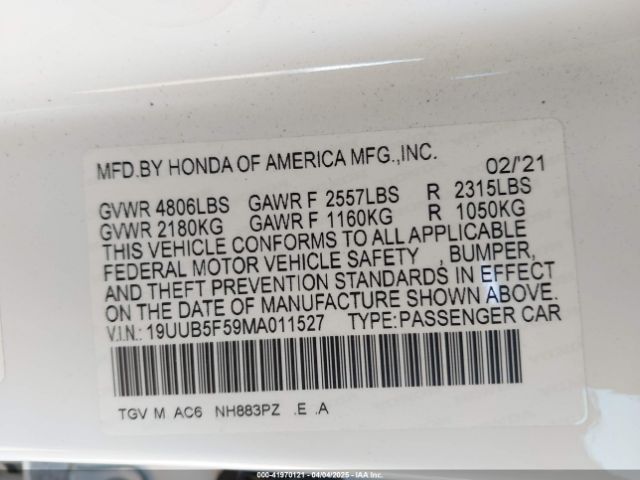 MFD.BY HONDA OF AMERICA MFG.,INC. 02/'21
GVWR 4806LBS GAWR F 2557LBS R 2315LBS
GVWR 2180KG GAWR F 1160KG R 1050KG
THIS VEHICLE CONFORMS TO ALL APPLICABLE
FEDERAL MOTOR VEHICLE SAFETY , BUMPER,
AND THEFT PREVENTION STANDARDS IN EFFECT
ON THE DATE OF MANUFACTURE SHOWN ABOVE.
V.I.N.: 19UUB5F59MA011527 TYPE:PASSENGER CAR
TGV M AC6 NH883PZ .E .A
000-41970121 - 04/04/2025 - IAAI.com